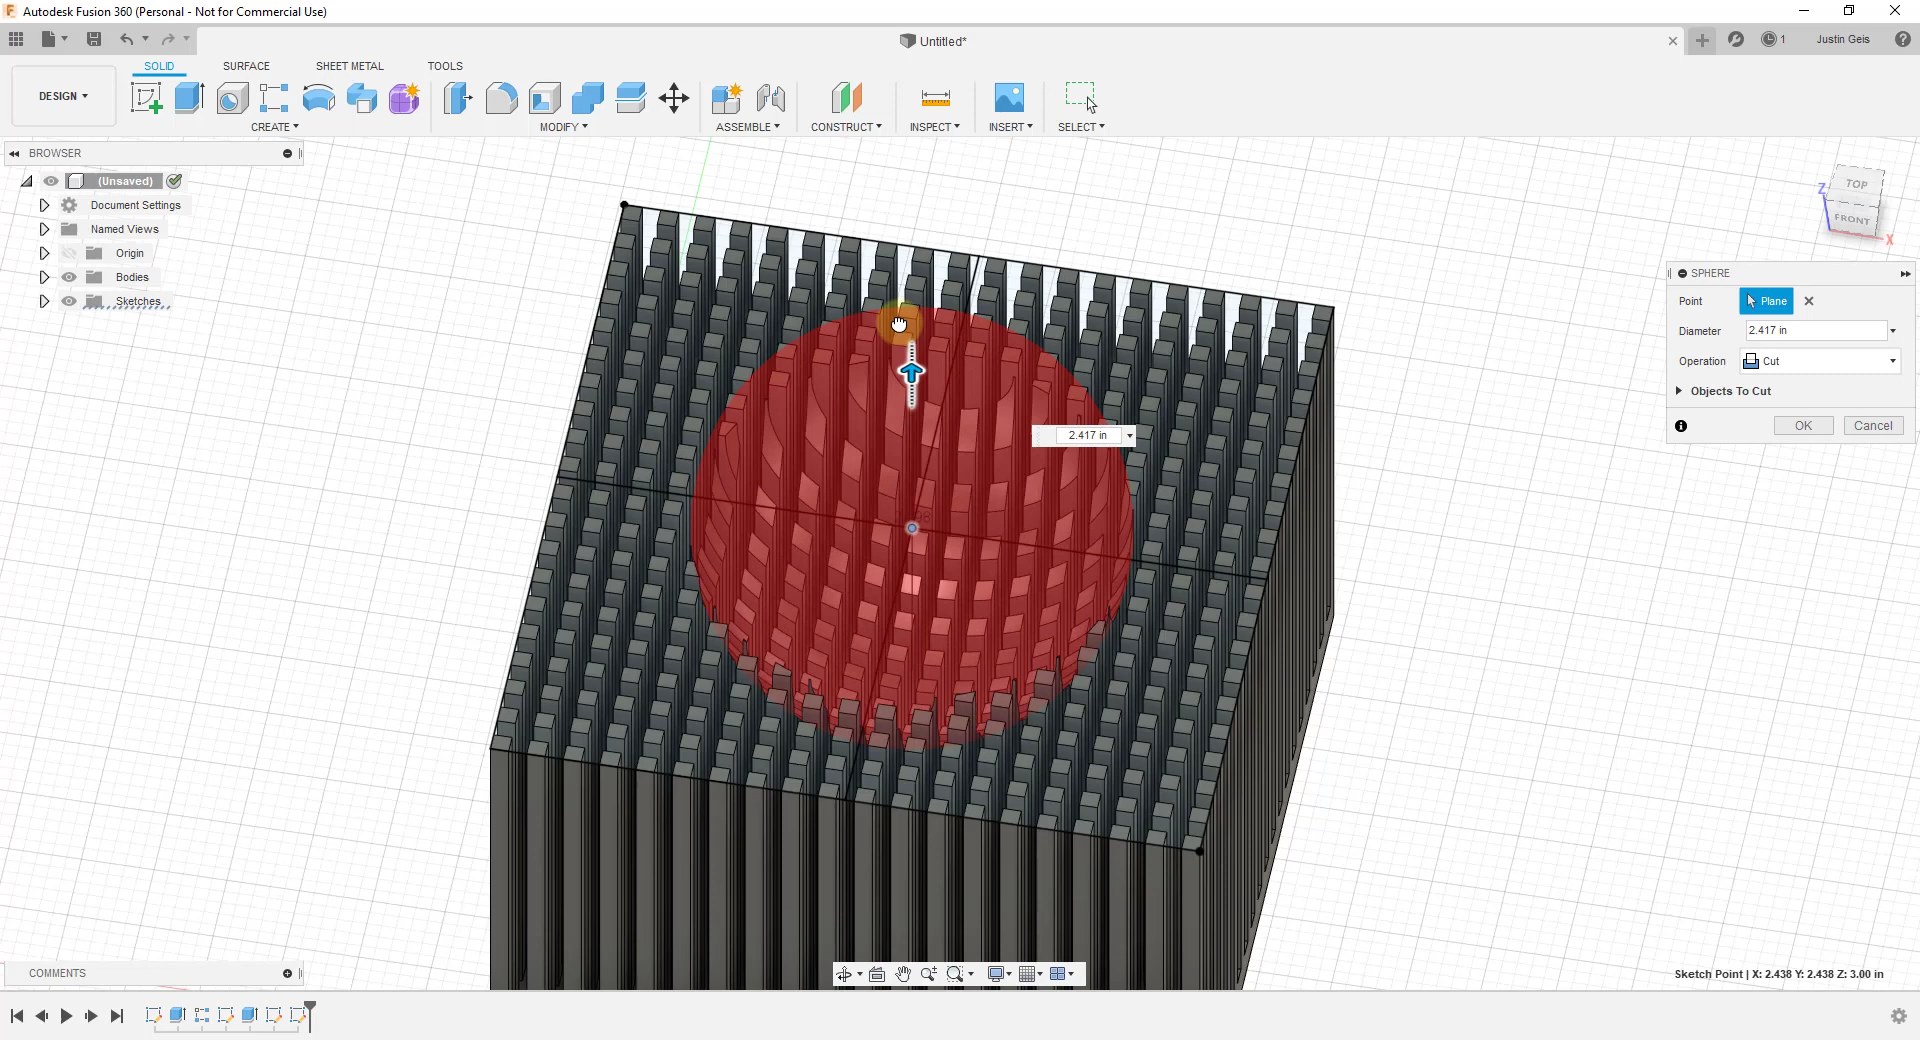 Autodesk Fusion 360 (Personal - Not for Commercial Use)
Untitled*
1
Justin Geis
DESIGN
SOLID
SURFACE
SHEET METAL
TOOLS
CREATE
MODIFY
ASSEMBLE
CONSTRUCT
INSPECT
INSERT
SELECT
BROWSER
(Unsaved)
Document Settings
Named Views
Origin
Bodies
Sketches
TOP
FRONT
Z
X
SPHERE
Point
Plane
Diameter
2.417 in
Operation
Cut
Objects To Cut
OK
Cancel
2.417 in
COMMENTS
Sketch Point | X: 2.438 Y: 2.438 Z: 3.00 in